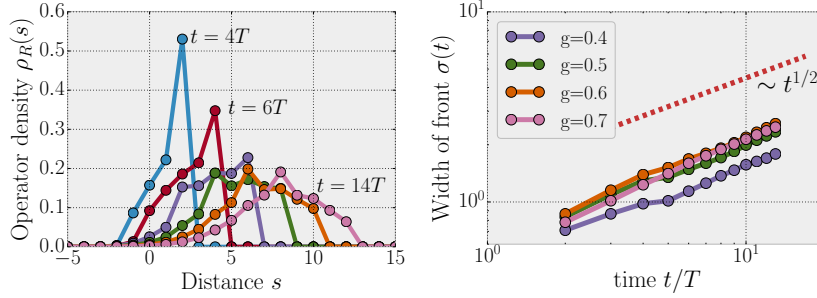 0.6
0.5
0.4
0.3
0.2
0.1
0.0
Operator density ρ_R(s)
t = 4T
t = 6T
t = 14T
−5 0 5 10 15
Distance s
10^1
10^0
Width of front σ(t)
g=0.4
g=0.5
g=0.6
g=0.7
~ t^{1/2}
10^0 10^1
time t/T